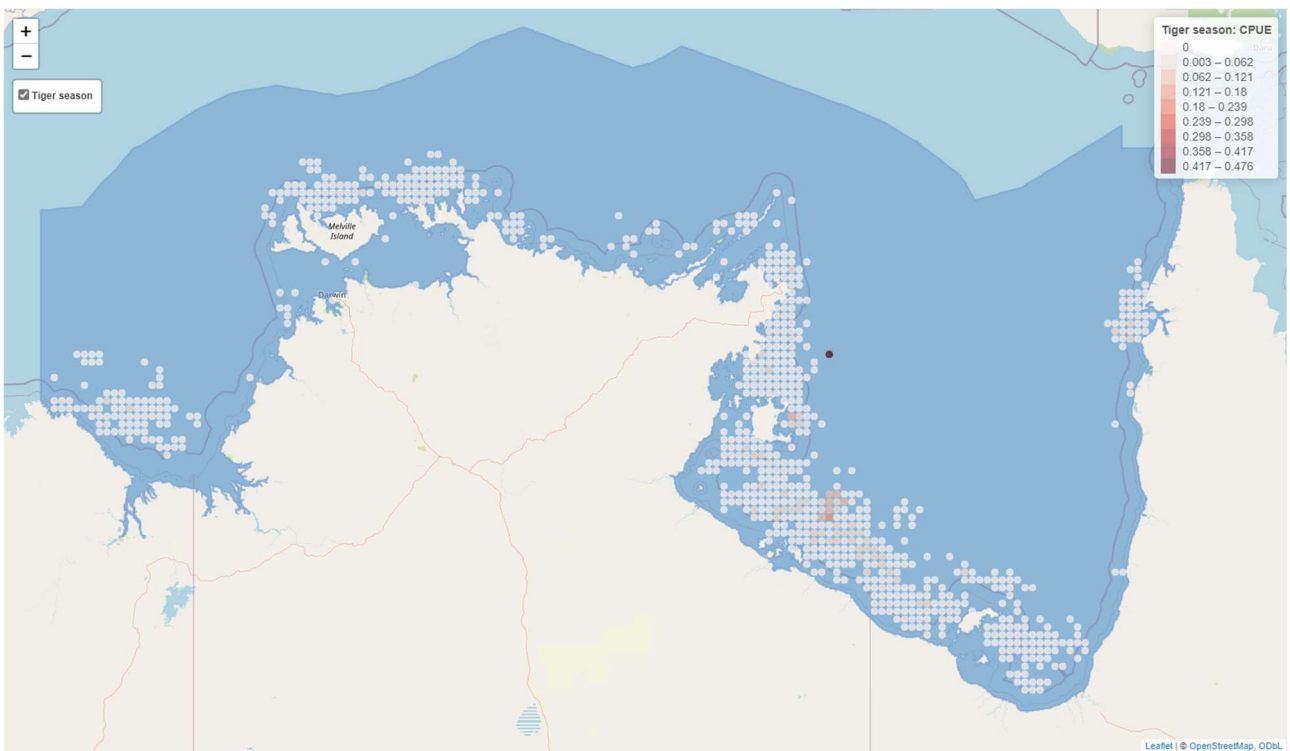 +
−
Tiger season
Tiger season: CPUE
0
0.003 – 0.062
0.062 – 0.121
0.121 – 0.18
0.18 – 0.239
0.239 – 0.298
0.298 – 0.358
0.358 – 0.417
0.417 – 0.476
Daru
Melville
Island
Darwin
Leaflet | © OpenStreetMap, ODbL